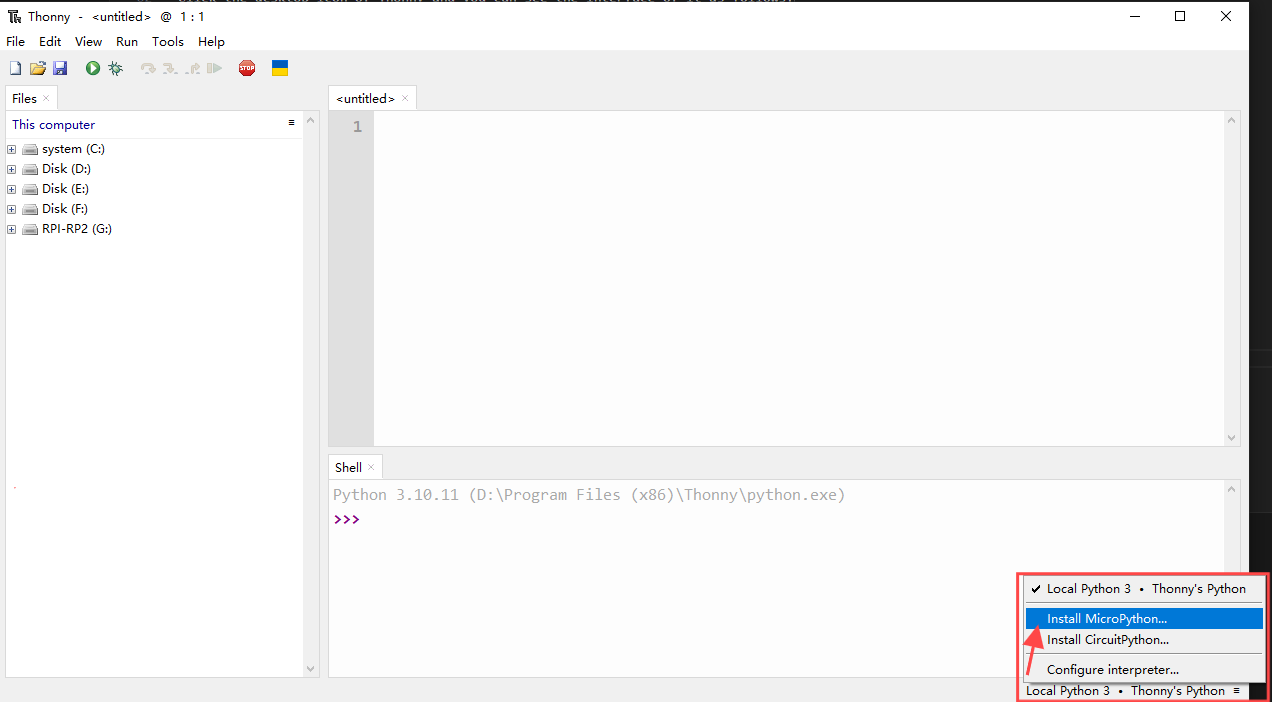 Thonny - <untitled> @ 1 : 1
File Edit View Run Tools Help
STOP
Files
This computer
system (C:)
Disk (D:)
Disk (E:)
Disk (F:)
RPI-RP2 (G:)
<untitled>
1
Shell
Python 3.10.11 (D:\Program Files (x86)\Thonny\python.exe)
>>>
✓ Local Python 3 • Thonny's Python
Install MicroPython...
Install CircuitPython...
Configure interpreter...
Local Python 3 • Thonny's Python ≡